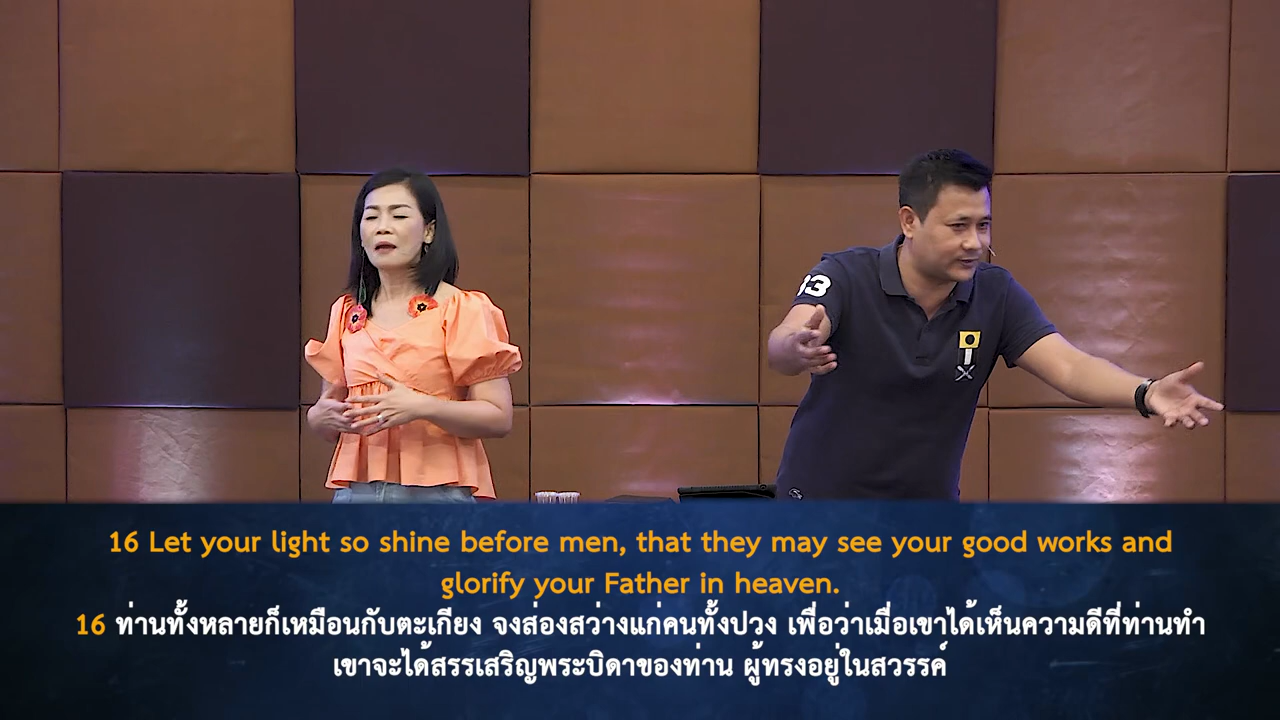 33
16 Let your light so shine before men, that they may see your good works and
glorify your Father in heaven.
16 ท่านทั้งหลายก็เหมือนกับตะเกียง จงส่องสว่างแก่คนทั้งปวง เพื่อว่าเมื่อเขาได้เห็นความดีที่ท่านทำ
เขาจะได้สรรเสริญพระบิดาของท่าน ผู้ทรงอยู่ในสวรรค์